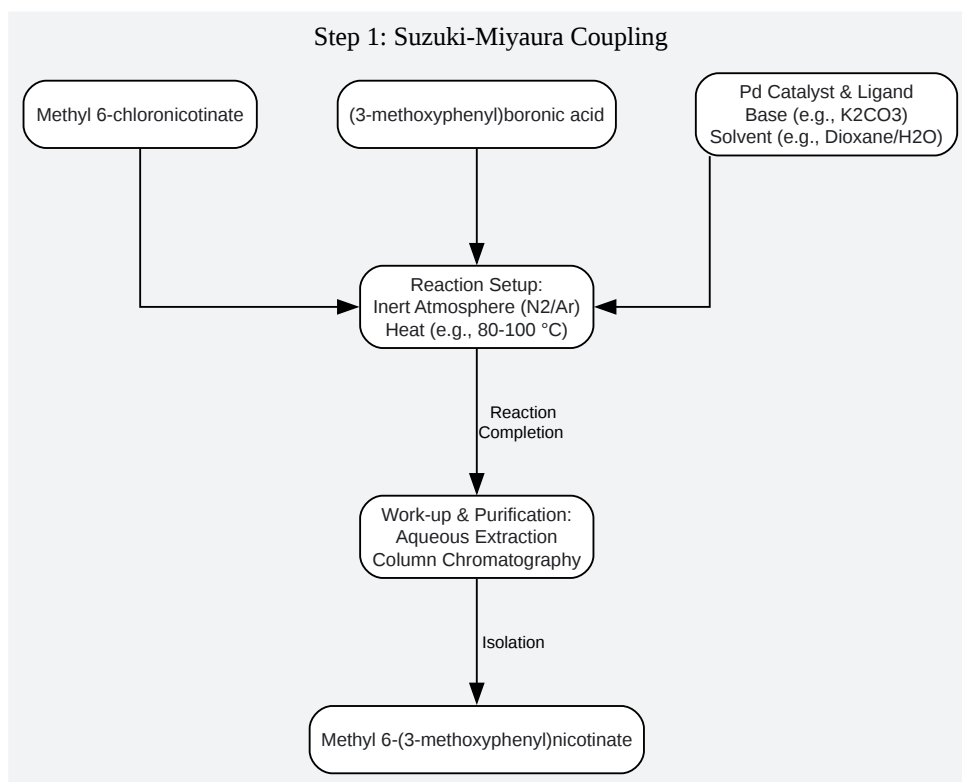 Step 1: Suzuki-Miyaura Coupling
Methyl 6-chloronicotinate
(3-methoxyphenyl)boronic acid
Pd Catalyst & Ligand
Base (e.g., K2CO3)
Solvent (e.g., Dioxane/H2O)
Reaction Setup:
Inert Atmosphere (N2/Ar)
Heat (e.g., 80-100 °C)
Reaction
Completion
Work-up & Purification:
Aqueous Extraction
Column Chromatography
Isolation
Methyl 6-(3-methoxyphenyl)nicotinate